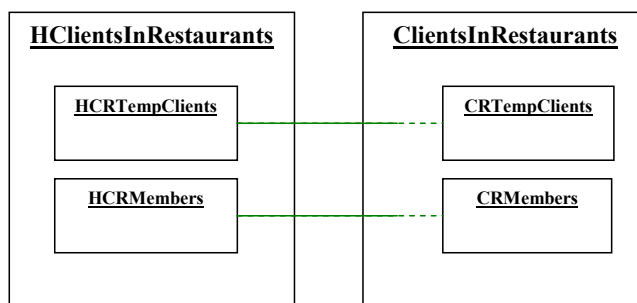 HClientsInRestaurants
HCRTempClients
HCRMembers
ClientsInRestaurants
CRTempClients
CRMembers